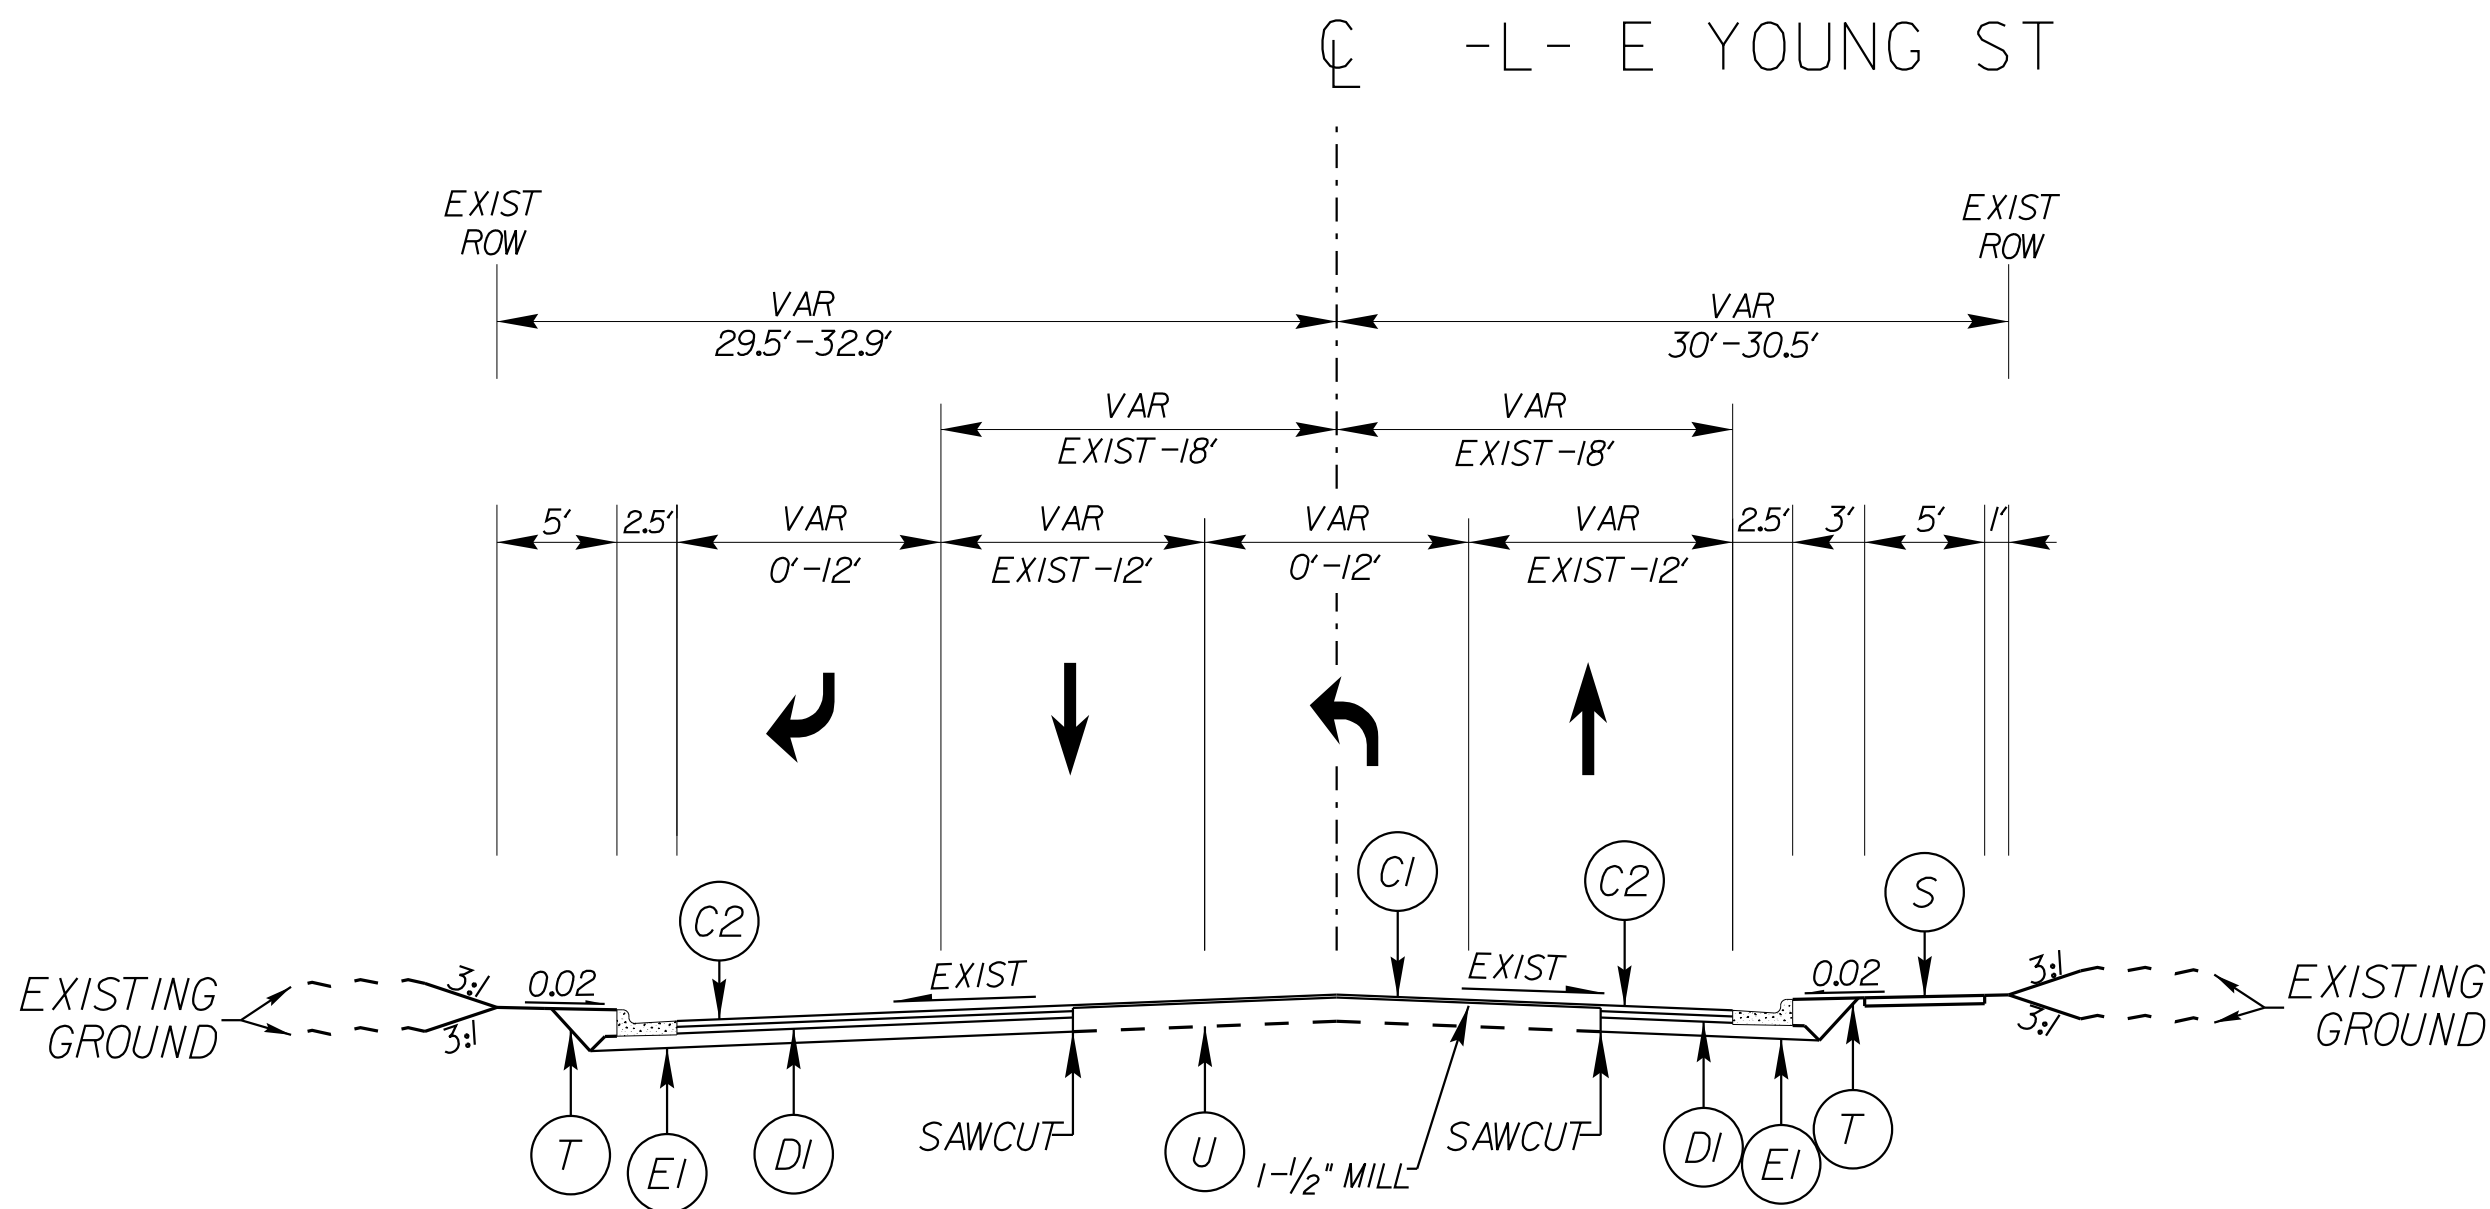 ℄ -L- E YOUNG ST
EXIST
ROW
EXIST
ROW
VAR
29.5'-32.9'
VAR
30'-30.5'
VAR
EXIST-18'
VAR
EXIST-18'
5'
2.5'
VAR
0'-12'
VAR
EXIST-12'
VAR
0'-12'
VAR
EXIST-12'
2.5'
3'
5'
1'
C2
C1
C2
S
EXISTING
GROUND
3:1
3:1
0.02
EXIST
EXIST
0.02
3:1
3:1
EXISTING
GROUND
T
E1
D1
SAWCUT
U
1-1/2" MILL
SAWCUT
D1
E1
T